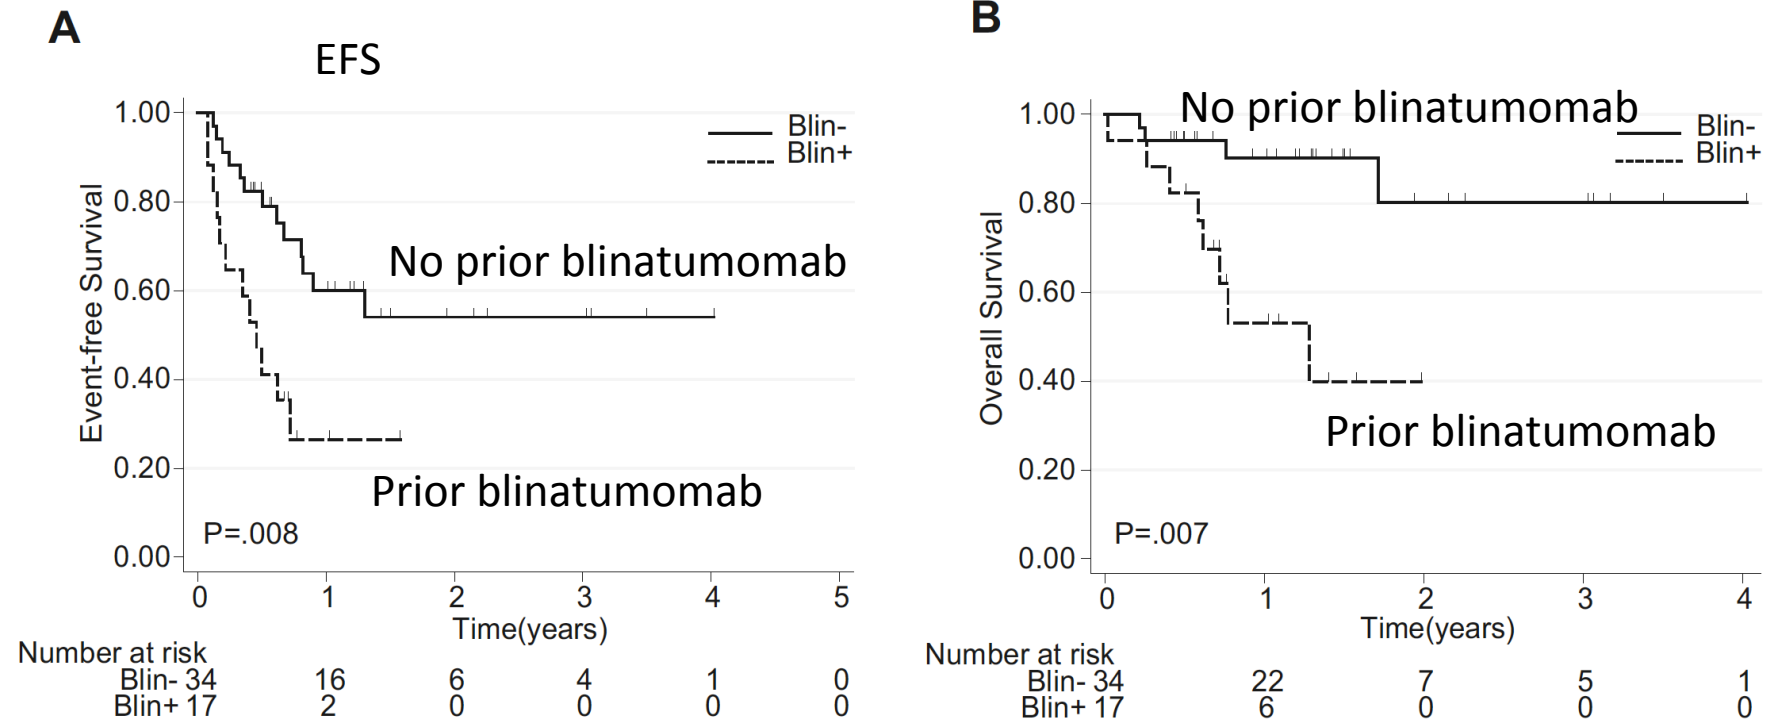 A
EFS
1.00
0.80
0.60
0.40
0.20
0.00
Event-free Survival
Blin-
Blin+
No prior blinatumomab
Prior blinatumomab
P=.008
0 1 2 3 4 5
Time(years)
Number at risk
Blin- 34 16 6 4 1 0
Blin+ 17 2 0 0 0 0
B
No prior blinatumomab
1.00
0.80
0.60
0.40
0.20
0.00
Overall Survival
Blin-
Blin+
Prior blinatumomab
P=.007
0 1 2 3 4
Time(years)
Number at risk
Blin- 34 22 7 5 1
Blin+ 17 6 0 0 0